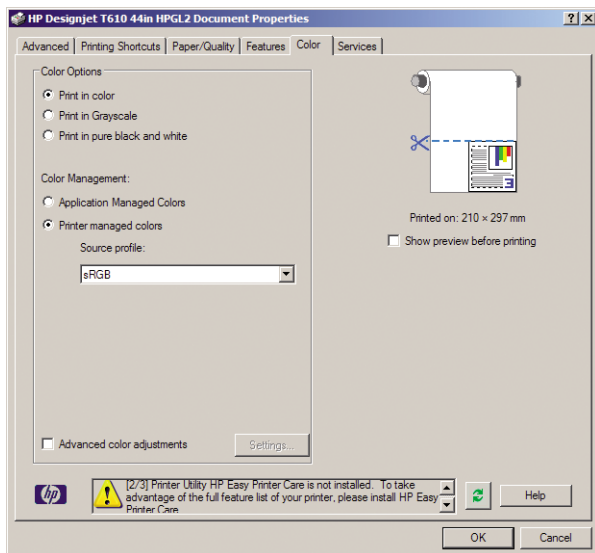 HP Designjet T610 44in HPGL2 Document Properties
Advanced Printing Shortcuts Paper/Quality Features Color Services
Color Options
Print in color
Print in Grayscale
Print in pure black and white
Color Management:
Application Managed Colors
Printer managed colors
Source profile:
sRGB
Advanced color adjustments
Settings...
3
Printed on: 210 × 297 mm
Show preview before printing
hp
[2/3] Printer Utility HP Easy Printer Care is not installed. To take
advantage of the full feature list of your printer, please install HP Easy
Printer Care
Help
OK
Cancel